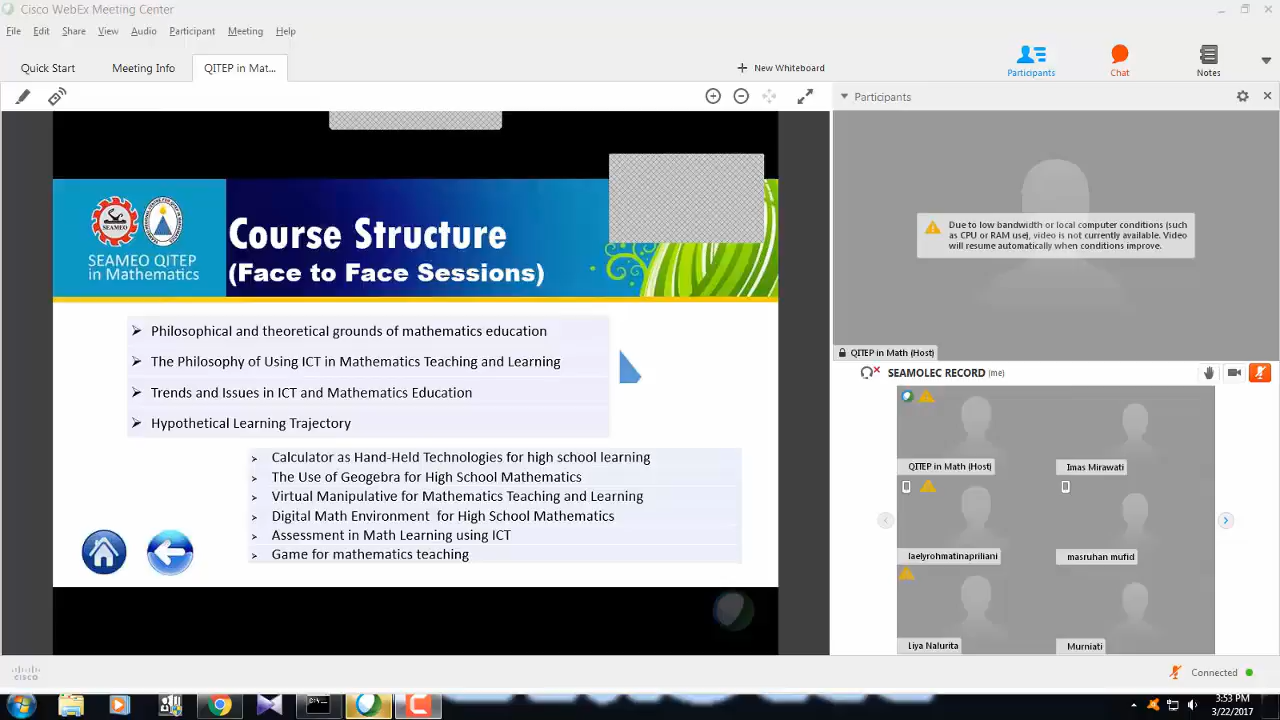 Cisco WebEx Meeting Center
File Edit Share View Audio Participant Meeting Help
Quick Start Meeting Info QITEP in Mat... New Whiteboard
Participants Chat Notes
Participants
Due to low bandwidth or local computer conditions (such
as CPU or RAM use), video is not currently available. Video
will resume automatically when conditions improve.
QITEP in Math (Host)
SEAMEO
SEAMEO QITEP
in Mathematics
Course Structure
(Face to Face Sessions)
Philosophical and theoretical grounds of mathematics education
The Philosophy of Using ICT in Mathematics Teaching and Learning
Trends and Issues in ICT and Mathematics Education
Hypothetical Learning Trajectory
Calculator as Hand-Held Technologies for high school learning
The Use of Geogebra for High School Mathematics
Virtual Manipulative for Mathematics Teaching and Learning
Digital Math Environment for High School Mathematics
Assessment in Math Learning using ICT
Game for mathematics teaching
SEAMOLEC RECORD (me)
QITEP in Math (Host) Imas Mirawati
laelyrohmatinapriliani masruhan mufid
Liya Nalurita Murniati
cisco
Connected
3:53 PM
3/22/2017